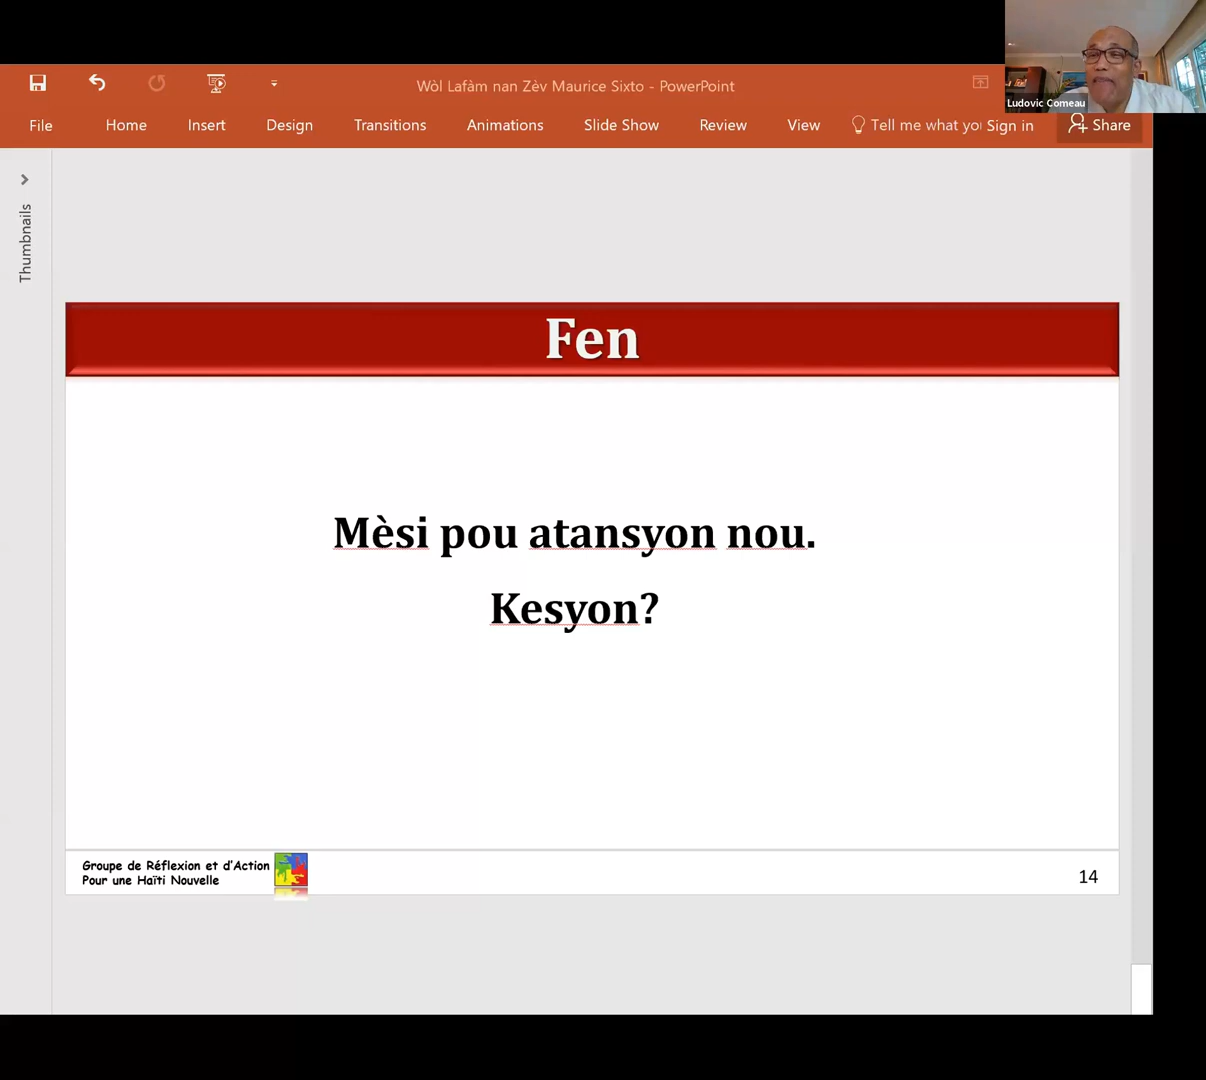 Ludovic Comeau
Wòl Lafàm nan Zèv Maurice Sixto - PowerPoint
File Home Insert Design Transitions Animations Slide Show Review View Tell me what yo Sign in Share
Thumbnails
Fen
Mèsi pou atansyon nou.
Kesyon?
Groupe de Réflexion et d'Action
Pour une Haïti Nouvelle
14